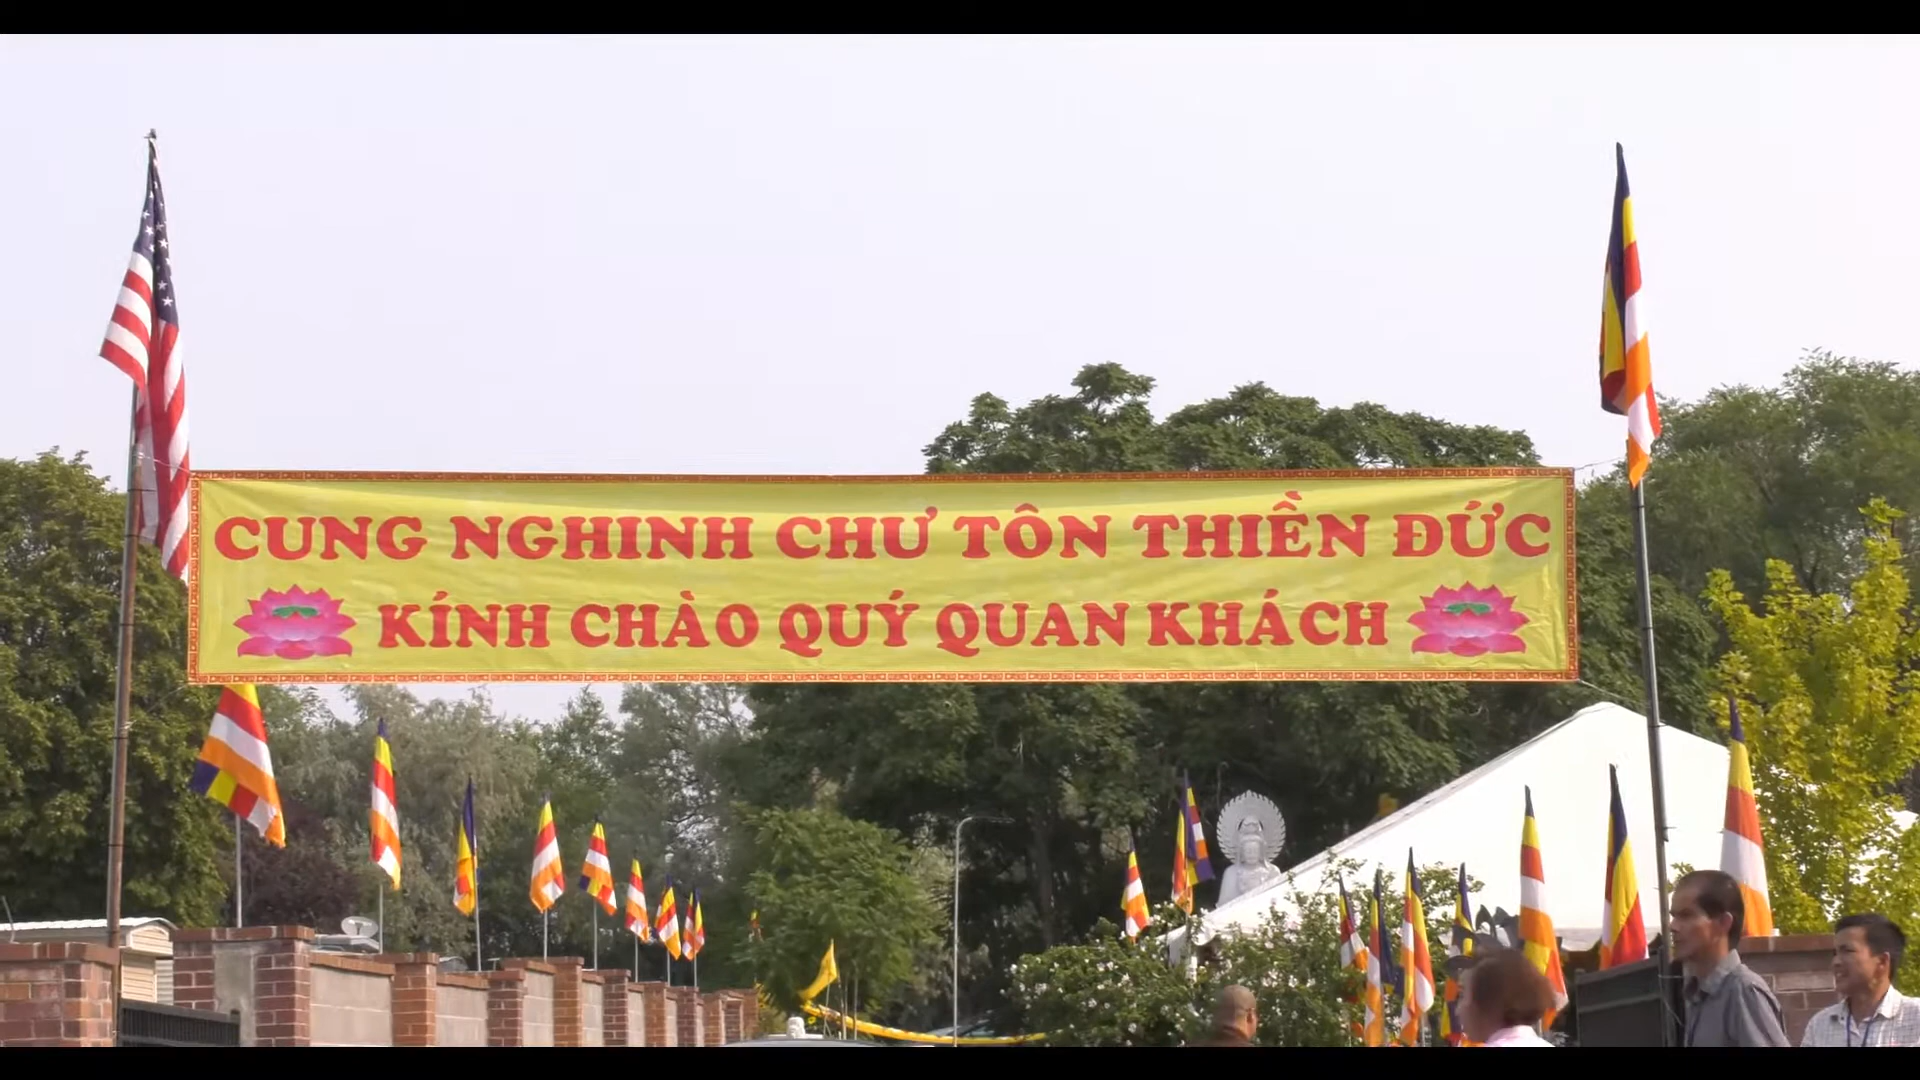 CUNG NGHINH CHƯ TÔN THIỀN ĐỨC
KÍNH CHÀO QUÝ QUAN KHÁCH